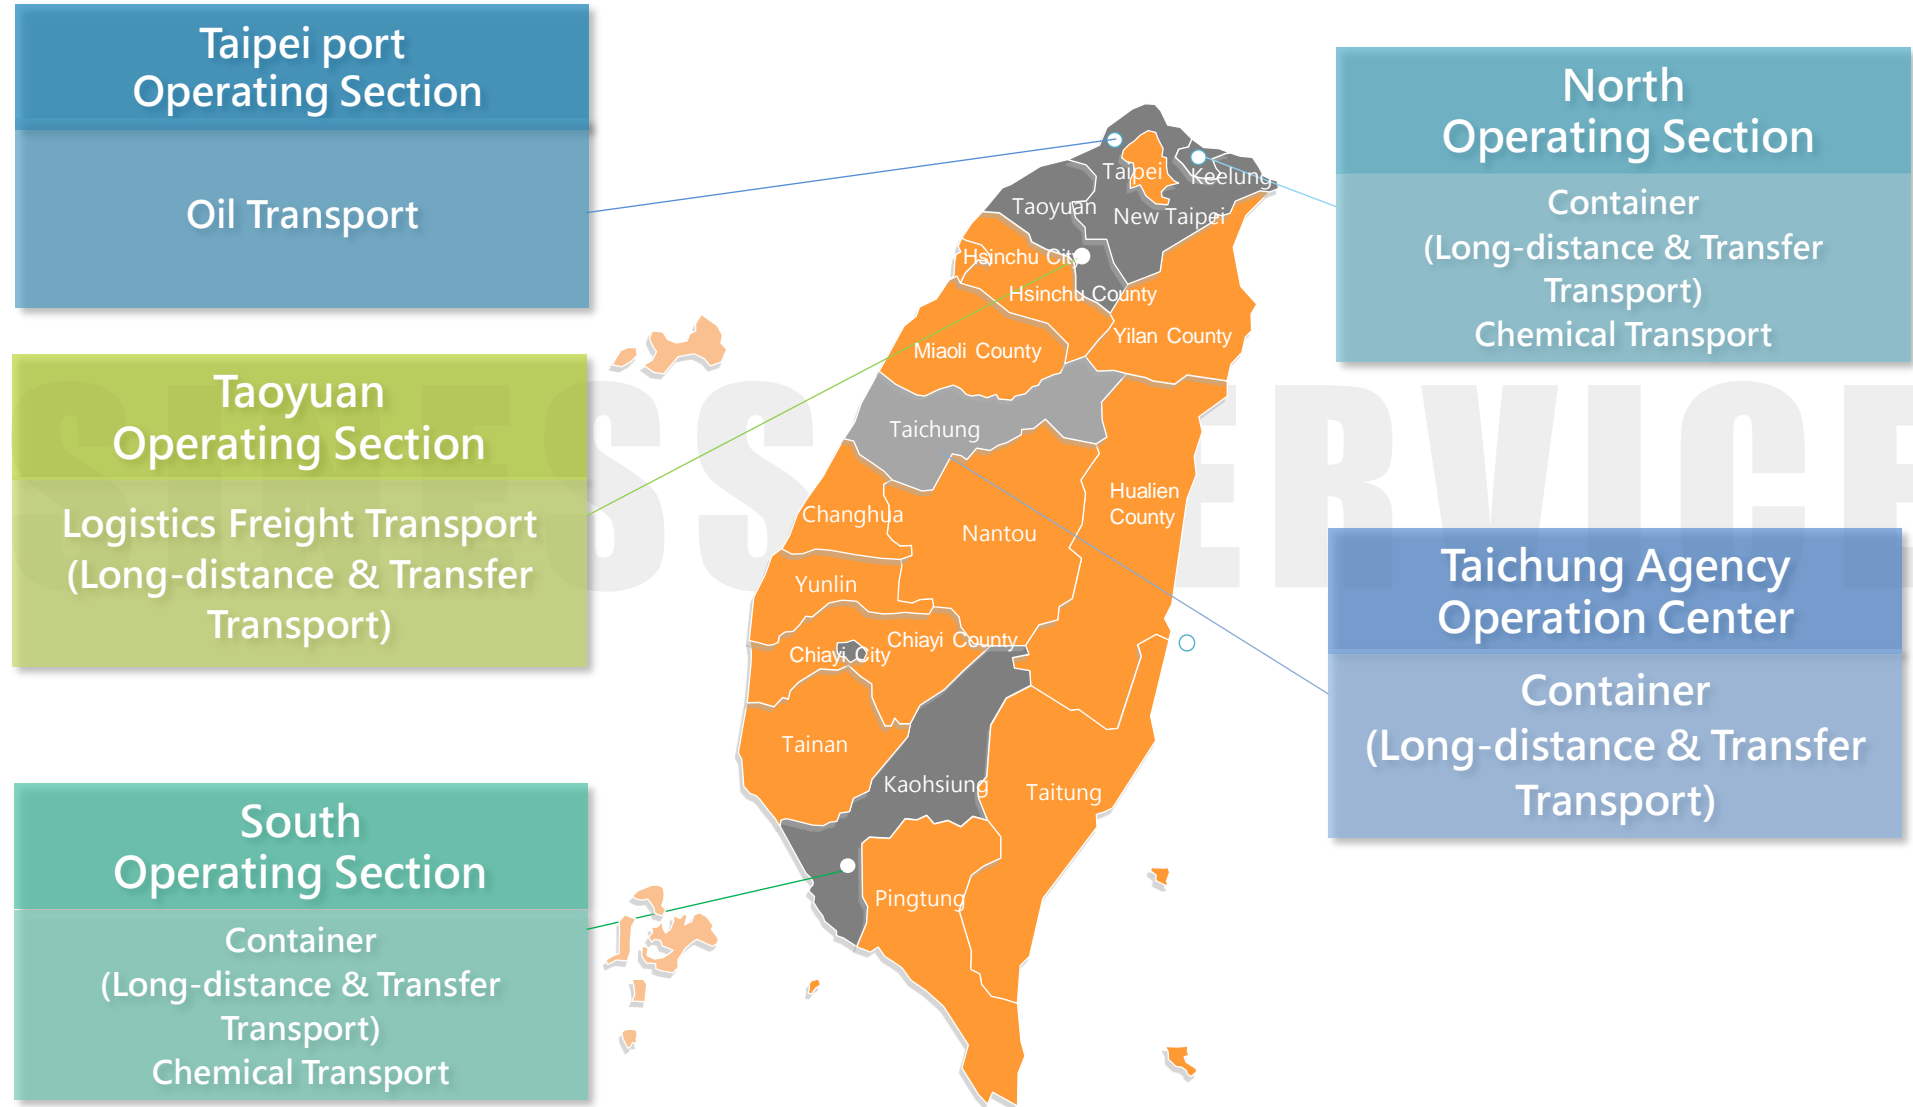 Taipei port
Operating Section
Oil Transport
North
Operating Section
Container
(Long-distance & Transfer
Transport)
Chemical Transport
Taoyuan
Operating Section
Logistics Freight Transport
(Long-distance & Transfer
Transport)
Taichung Agency
Operation Center
Container
(Long-distance & Transfer
Transport)
South
Operating Section
Container
(Long-distance & Transfer
Transport)
Chemical Transport
Taipei
Keelung
Taoyuan
New Taipei
Hsinchu City
Hsinchu County
Yilan County
Miaoli County
Taichung
Hualien
County
Changhua
Nantou
Yunlin
Chiayi County
Chiayi City
Tainan
Kaohsiung
Taitung
Pingtung
SINESS SERVICE